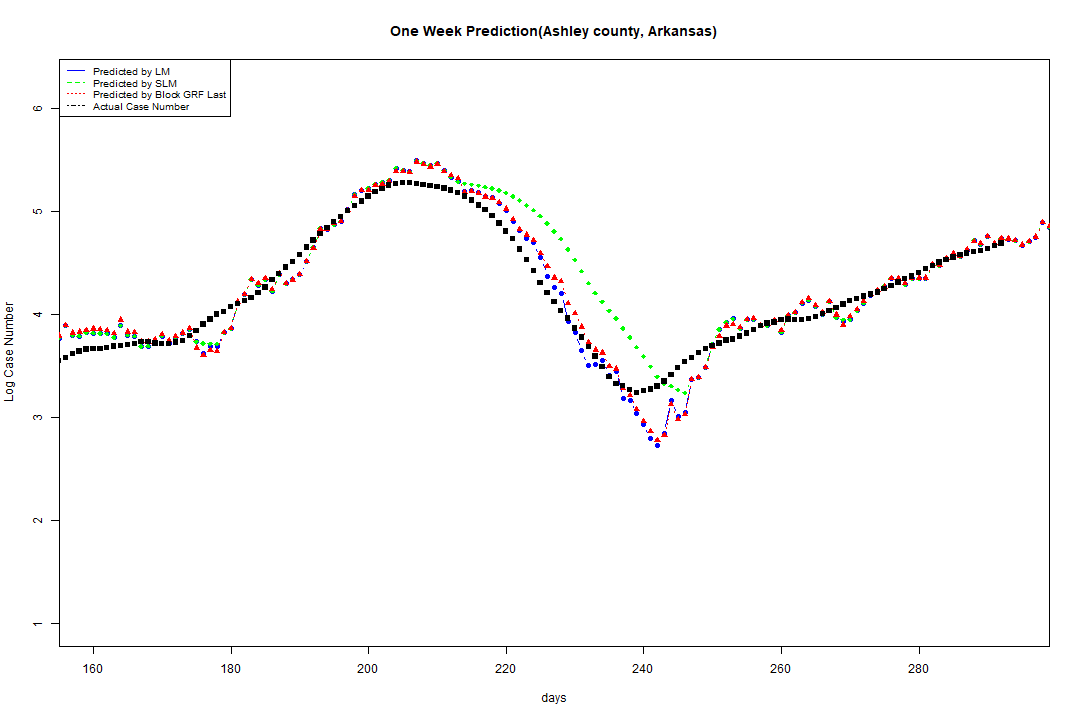 One Week Prediction(Ashley county, Arkansas)
Predicted by LM
Predicted by SLM
Predicted by Block GRF Last
Actual Case Number
6
5
4
3
2
1
Log Case Number
160 180 200 220 240 260 280
days